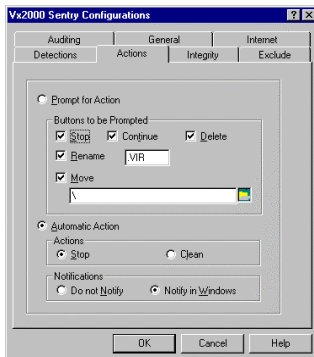 Vx2000 Sentry Configurations
Auditing General Internet
Detections Actions Integrity Exclude
Prompt for Action
Buttons to be Prompted
Stop Continue Delete
Rename .VIR
Move
\
Automatic Action
Actions
Stop Clean
Notifications
Do not Notify Notify in Windows
OK Cancel Help